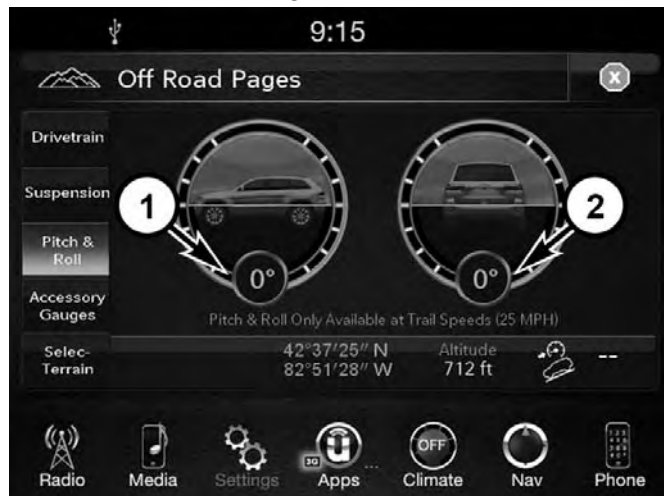 9:15
Off Road Pages
X
Drivetrain
Suspension
Pitch &
Roll
Accessory
Gauges
Selec-
Terrain
1
2
0°
0°
Pitch & Roll Only Available at Trail Speeds (25 MPH)
42°37'25" N
82°51'28" W
Altitude
712 ft
--
3G
...
OFF
Radio
Media
Settings
Apps
Climate
Nav
Phone